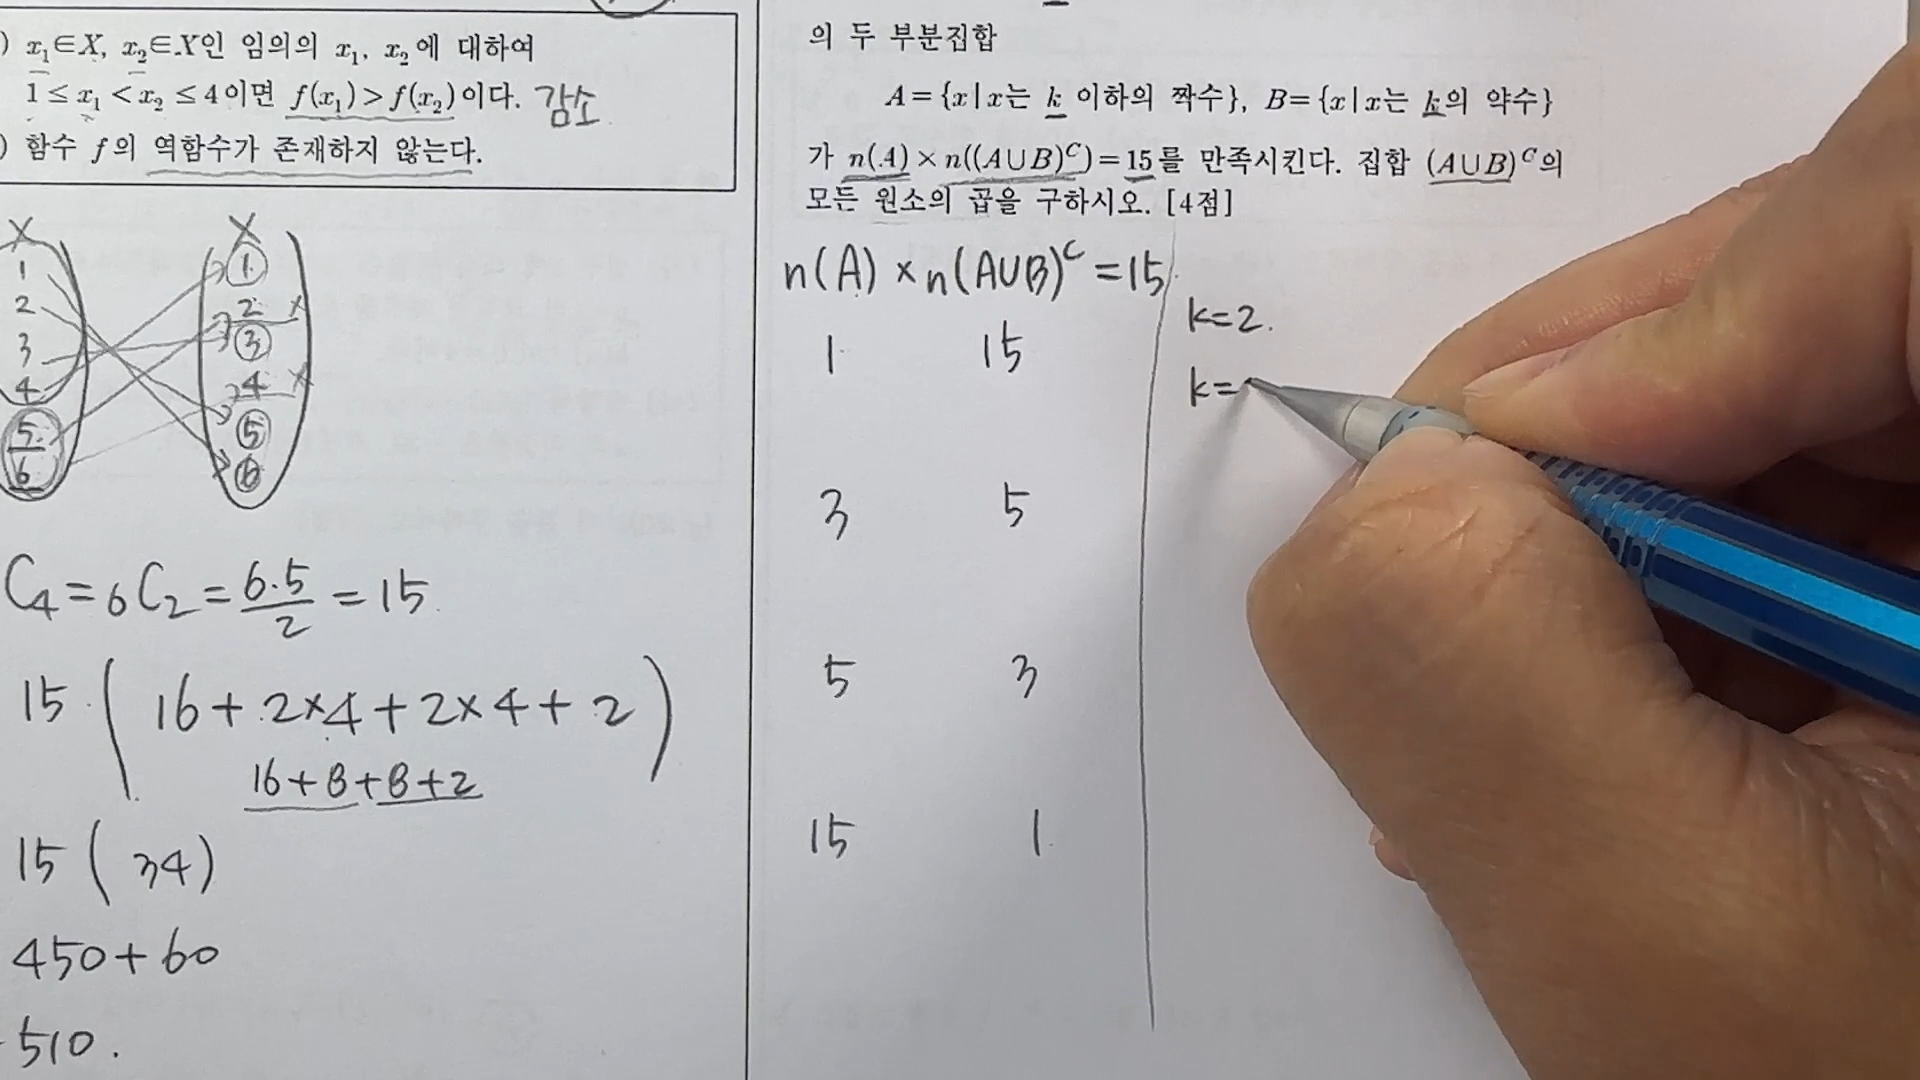 ) x₁∈X, x₂∈X인 임의의 x₁, x₂에 대하여
1≤x₁<x₂≤4이면 f(x₁)>f(x₂)이다. 감소
) 함수 f의 역함수가 존재하지 않는다.
X X
1 1
2 2 x
3 3
4 4 x
5 5
6 6
C₄=₆C₂=6·5/2=15
15(16+2×4+2×4+2)
16+8+8+2
15(34)
450+60
510.
의 두 부분집합
A={x|x는 k 이하의 짝수}, B={x|x는 k의 약수}
가 n(A)×n((A∪B)^C)=15를 만족시킨다. 집합 (A∪B)^C의
모든 원소의 곱을 구하시오. [4점]
n(A)×n(A∪B)^C=15
1 15
3 5
5 3
15 1
k=2.
k=